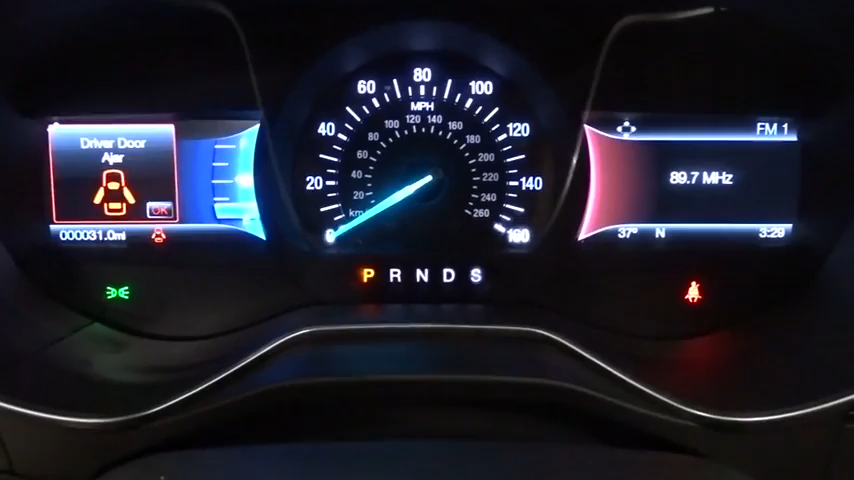 Driver Door
Ajar
OK
000031.0mi
0
20
40
60
80
100
120
140
160
MPH
km/h
20
40
60
80
100
120
140
160
180
200
220
240
260
P R N D S
FM 1
89.7 MHz
37° N 3:29